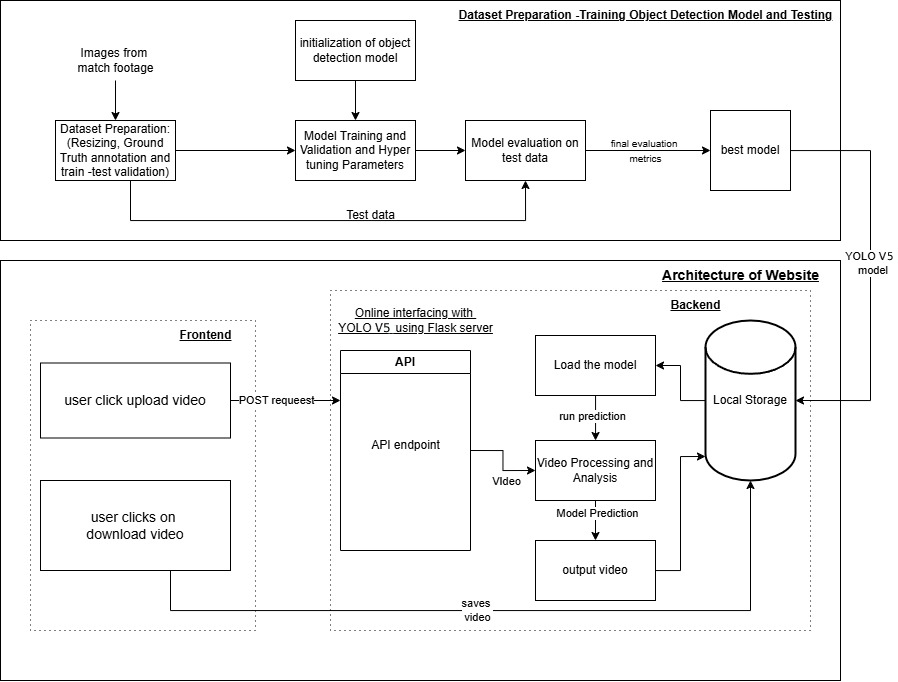 Dataset Preparation -Training Object Detection Model and Testing
Images from
match footage
initialization of object
detection model
Dataset Preparation:
(Resizing, Ground
Truth annotation and
train -test validation)
Model Training and
Validation and Hyper
tuning Parameters
Model evaluation on
test data
final evaluation
metrics
best model
Test data
YOLO V5
model
Architecture of Website
Backend
Online interfacing with
YOLO V5 using Flask server
Frontend
API
Load the model
Local Storage
user click upload video
POST requeest
run prediction
API endpoint
Video Processing and
Analysis
VIdeo
Model Prediction
user clicks on
download video
output video
saves
video